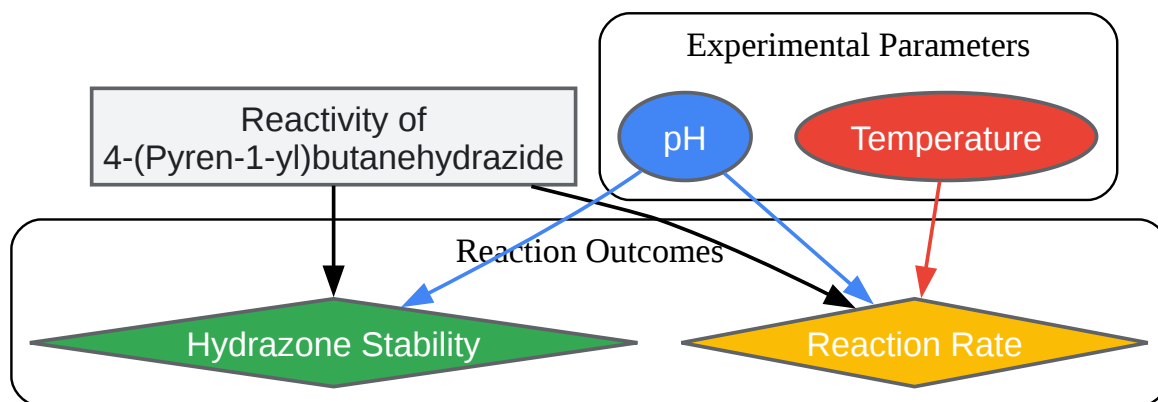 Experimental Parameters
Reactivity of
4-(Pyren-1-yl)butanehydrazide
pH
Temperature
Reaction Outcomes
Hydrazone Stability
Reaction Rate